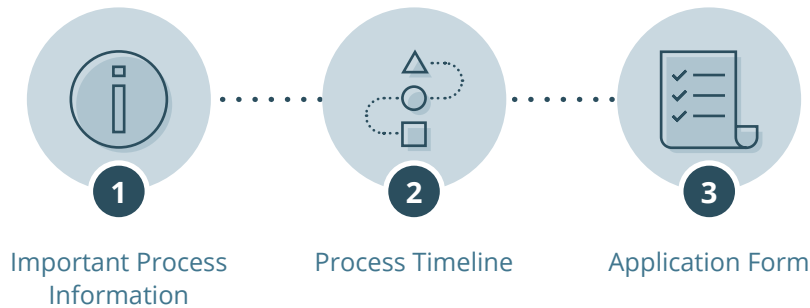 1
2
3
Important Process
Information
Process Timeline
Application Form